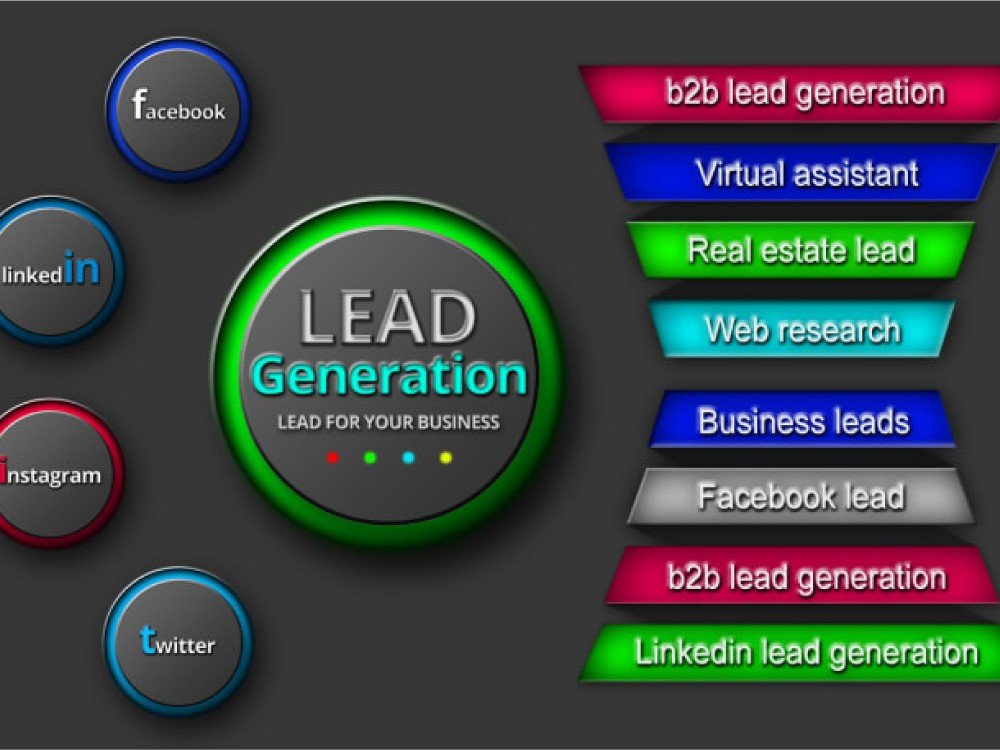 facebook
linkedin
instagram
twitter
LEAD
Generation
LEAD FOR YOUR BUSINESS
b2b lead generation
Virtual assistant
Real estate lead
Web research
Business leads
Facebook lead
b2b lead generation
Linkedin lead generation